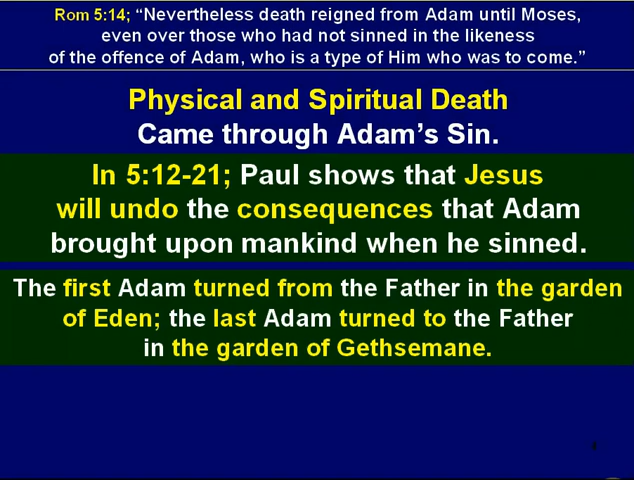 Rom 5:14; “Nevertheless death reigned from Adam until Moses,
even over those who had not sinned in the likeness
of the offence of Adam, who is a type of Him who was to come.”
Physical and Spiritual Death
Came through Adam’s Sin.
In 5:12-21; Paul shows that Jesus
will undo the consequences that Adam
brought upon mankind when he sinned.
The first Adam turned from the Father in the garden
of Eden; the last Adam turned to the Father
in the garden of Gethsemane.